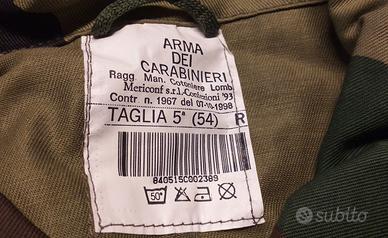 ARMA
DEI
CARABINIERI
Ragg. Man. Cotoniere Lomb.
Mericonf s.r.l-Confezioni '93
Contr n. 1967 del 07-10-1998
TAGLIA 5ª (54) R
840515C002389
50°
subito